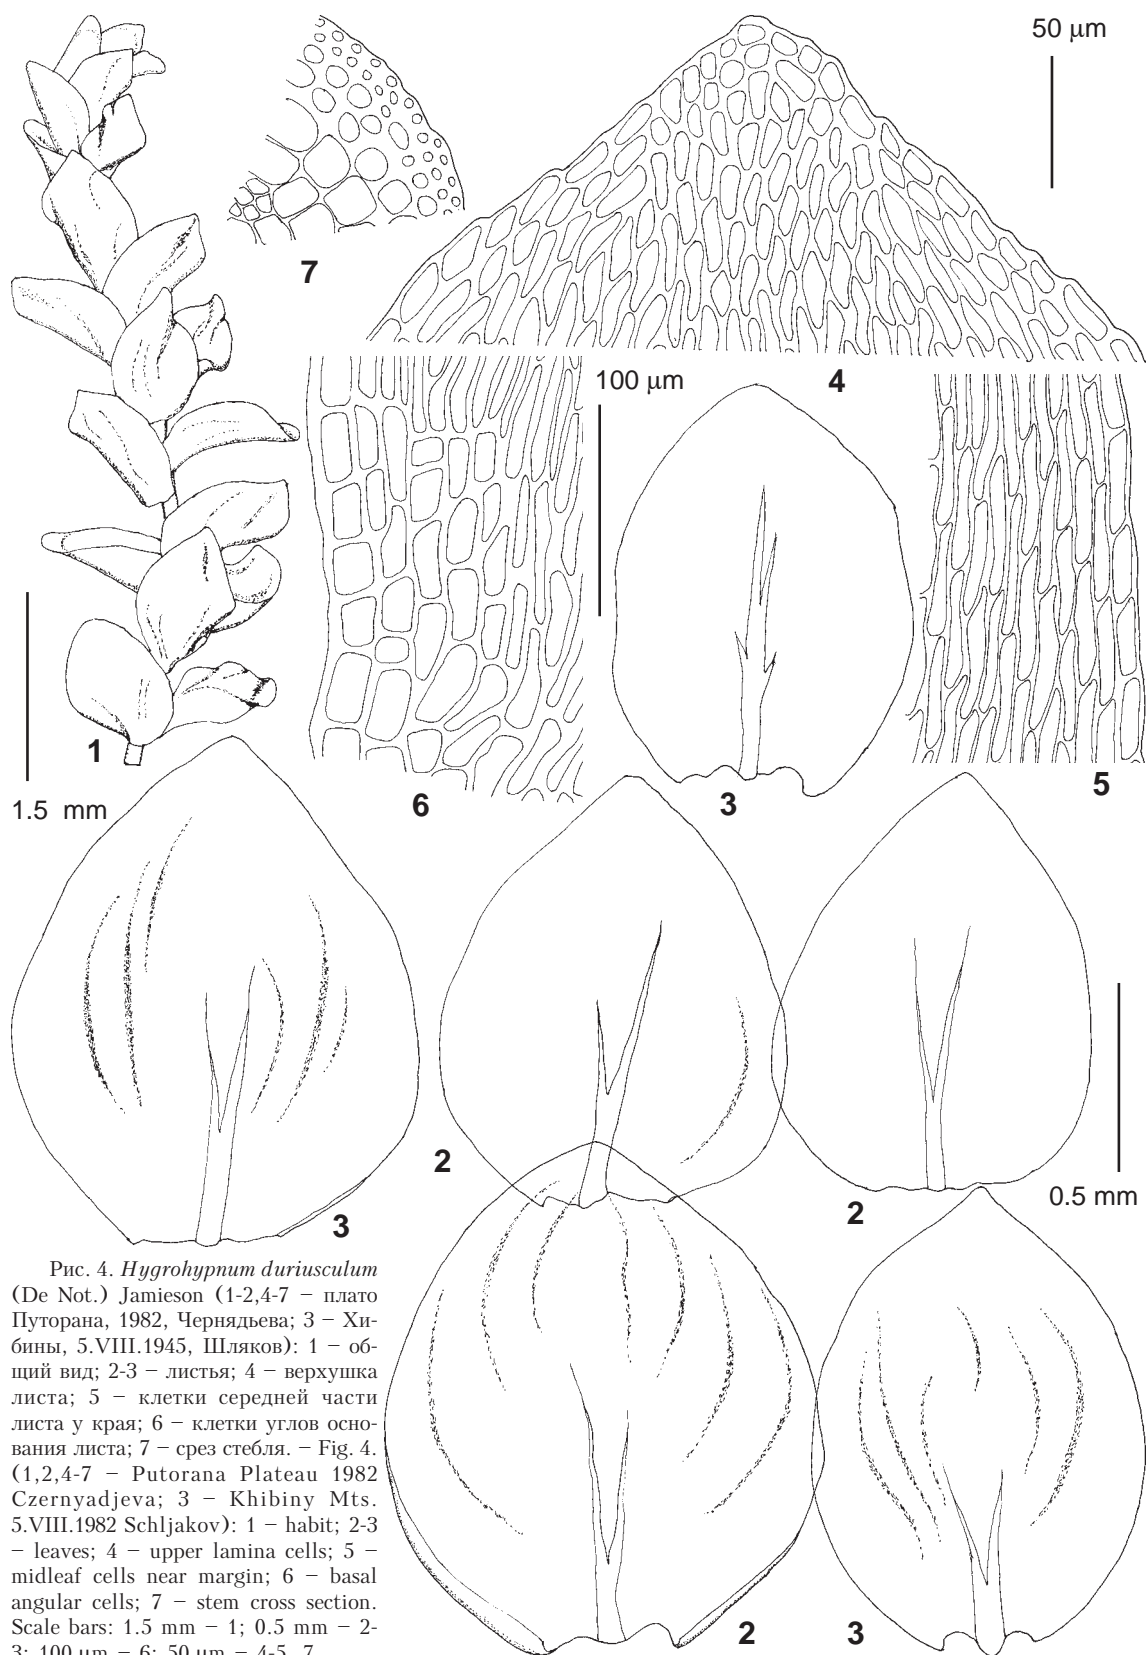 50 µm
7
100 µm
4
1
6
3
5
1.5 mm
2
3
2
0.5 mm
Рис. 4. Hygrohypnum duriusculum
(De Not.) Jamieson (1-2,4-7 – плато
Путорана, 1982, Чернядьева; 3 – Хи-
бины, 5.VIII.1945, Шляков): 1 – об-
щий вид; 2-3 – листья; 4 – верхушка
листа; 5 – клетки средней части
листа у края; 6 – клетки углов осно-
вания листа; 7 – срез стебля. – Fig. 4.
(1,2,4-7 – Putorana Plateau 1982
Czernyadjeva; 3 – Khibiny Mts.
5.VIII.1982 Schljakov): 1 – habit; 2-3
– leaves; 4 – upper lamina cells; 5 –
midleaf cells near margin; 6 – basal
angular cells; 7 – stem cross section.
Scale bars: 1.5 mm – 1; 0.5 mm – 2-
3; 100 µm – 6; 50 µm – 4-5, 7.
2
3